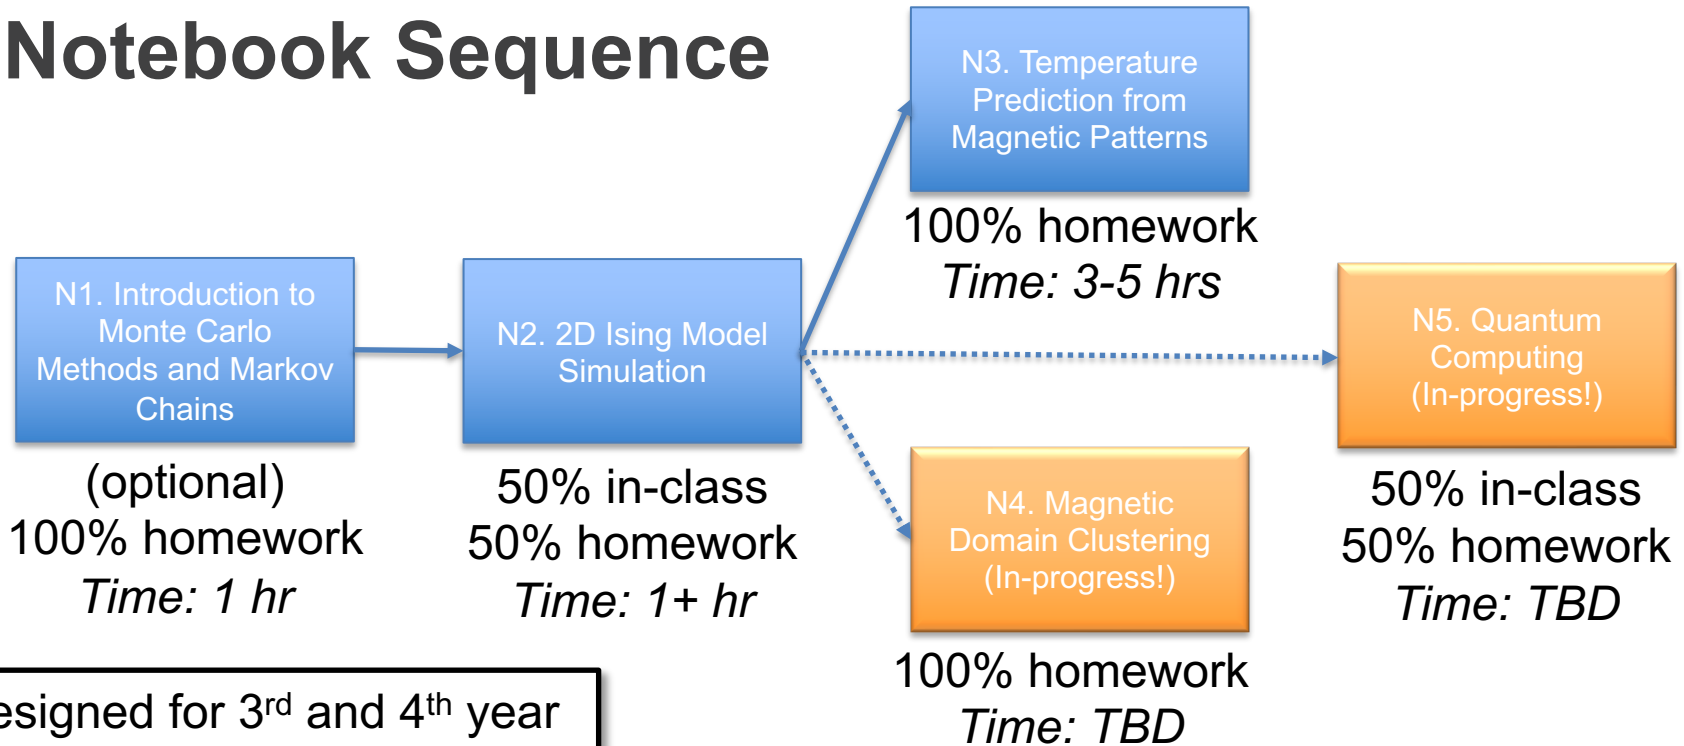 Notebook Sequence
N3. Temperature
Prediction from
Magnetic Patterns
100% homework
Time: 3-5 hrs
N1. Introduction to
Monte Carlo
Methods and Markov
Chains
(optional)
100% homework
Time: 1 hr
N2. 2D Ising Model
Simulation
50% in-class
50% homework
Time: 1+ hr
N4. Magnetic
Domain Clustering
(In-progress!)
100% homework
Time: TBD
N5. Quantum
Computing
(In-progress!)
50% in-class
50% homework
Time: TBD
esigned for 3rd and 4th year